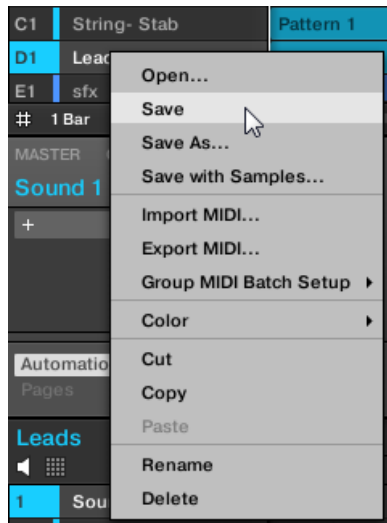 C1 String- Stab Pattern 1
D1 Lead
Open...
E1 sfx
Save
# 1 Bar
Save As...
MASTER
Save with Samples...
Sound 1
Import MIDI...
+
Export MIDI...
Group MIDI Batch Setup
Color
Cut
Automatio
Copy
Pages
Paste
Leads
Rename
1 Sou
Delete